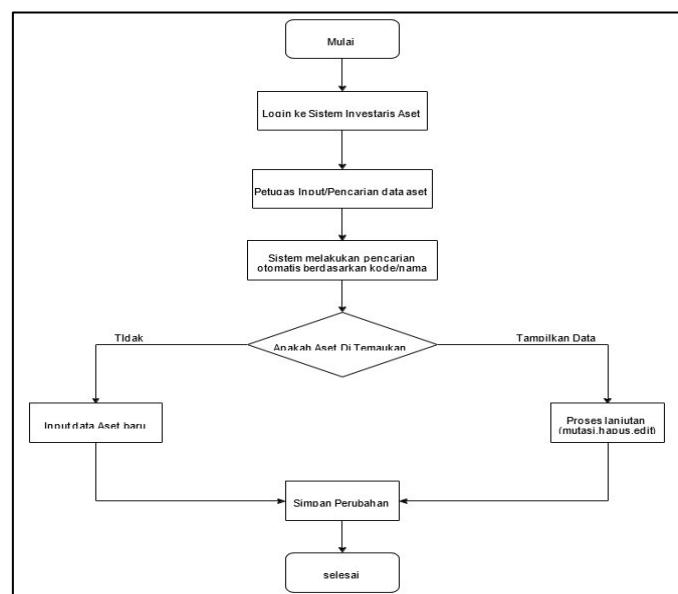 Mulai
Login ke Sistem Investaris Aset
Petugas Input/Pencarian data aset
Sistem melakukan pencarian
otomatis berdasarkan kode/nama
Apakah Aset Di Temaukan
TIdak
Tampilkan Data
Input data Aset baru
Proses lanjutan
(mutasi,hapus,edit)
Simpan Perubahan
selesai